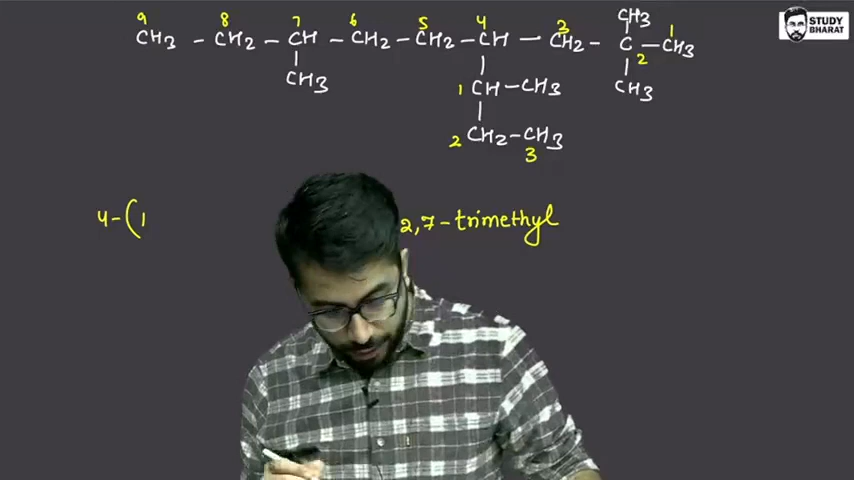 9 8 7 6 5 4 3 CH3 1
CH3 - CH2 - CH - CH2 - CH2 - CH - CH2 - C - CH3
2
CH3 CH3
1 CH - CH3
2 CH2 - CH3
3
4-(1 2,7-trimethyl
STUDY
BHARAT